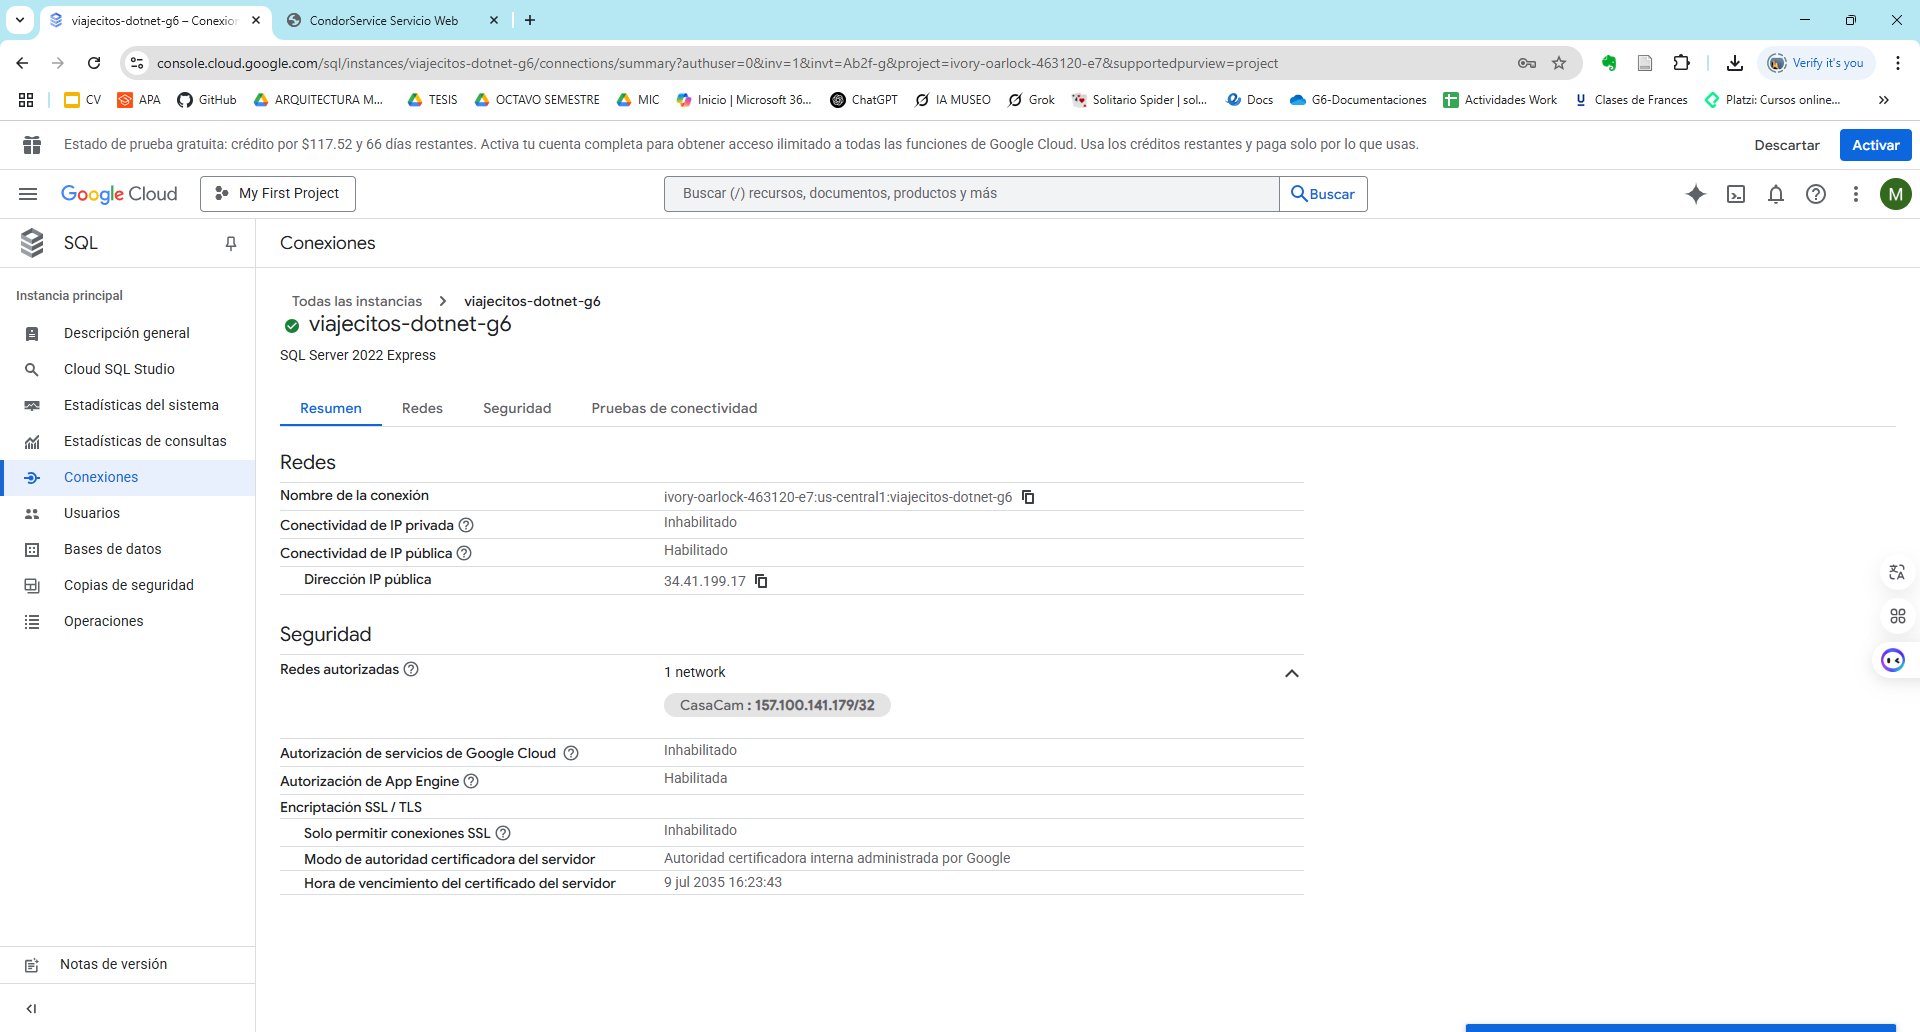 viajecitos-dotnet-g6 – Conexion
CondorService Servicio Web
console.cloud.google.com/sql/instances/viajecitos-dotnet-g6/connections/summary?authuser=0&inv=1&invt=Ab2f-g&project=ivory-oarlock-463120-e7&supportedpurview=project
Verify it's you
CV
APA
GitHub
ARQUITECTURA M...
TESIS
OCTAVO SEMESTRE
MIC
Inicio | Microsoft 36...
ChatGPT
IA MUSEO
Grok
Solitario Spider | sol...
Docs
G6-Documentaciones
Actividades Work
Clases de Frances
Platzi: Cursos online...
Estado de prueba gratuita: crédito por $117.52 y 66 días restantes. Activa tu cuenta completa para obtener acceso ilimitado a todas las funciones de Google Cloud. Usa los créditos restantes y paga solo por lo que usas.
Descartar
Activar
Google Cloud
My First Project
Buscar (/) recursos, documentos, productos y más
Buscar
M
SQL
Conexiones
Instancia principal
Descripción general
Cloud SQL Studio
Estadísticas del sistema
Estadísticas de consultas
Conexiones
Usuarios
Bases de datos
Copias de seguridad
Operaciones
Notas de versión
Todas las instancias
viajecitos-dotnet-g6
viajecitos-dotnet-g6
SQL Server 2022 Express
Resumen
Redes
Seguridad
Pruebas de conectividad
Redes
Nombre de la conexión
ivory-oarlock-463120-e7:us-central1:viajecitos-dotnet-g6
Conectividad de IP privada
Inhabilitado
Conectividad de IP pública
Habilitado
Dirección IP pública
34.41.199.17
Seguridad
Redes autorizadas
1 network
CasaCam : 157.100.141.179/32
Autorización de servicios de Google Cloud
Inhabilitado
Autorización de App Engine
Habilitada
Encriptación SSL / TLS
Solo permitir conexiones SSL
Inhabilitado
Modo de autoridad certificadora del servidor
Autoridad certificadora interna administrada por Google
Hora de vencimiento del certificado del servidor
9 jul 2035 16:23:43